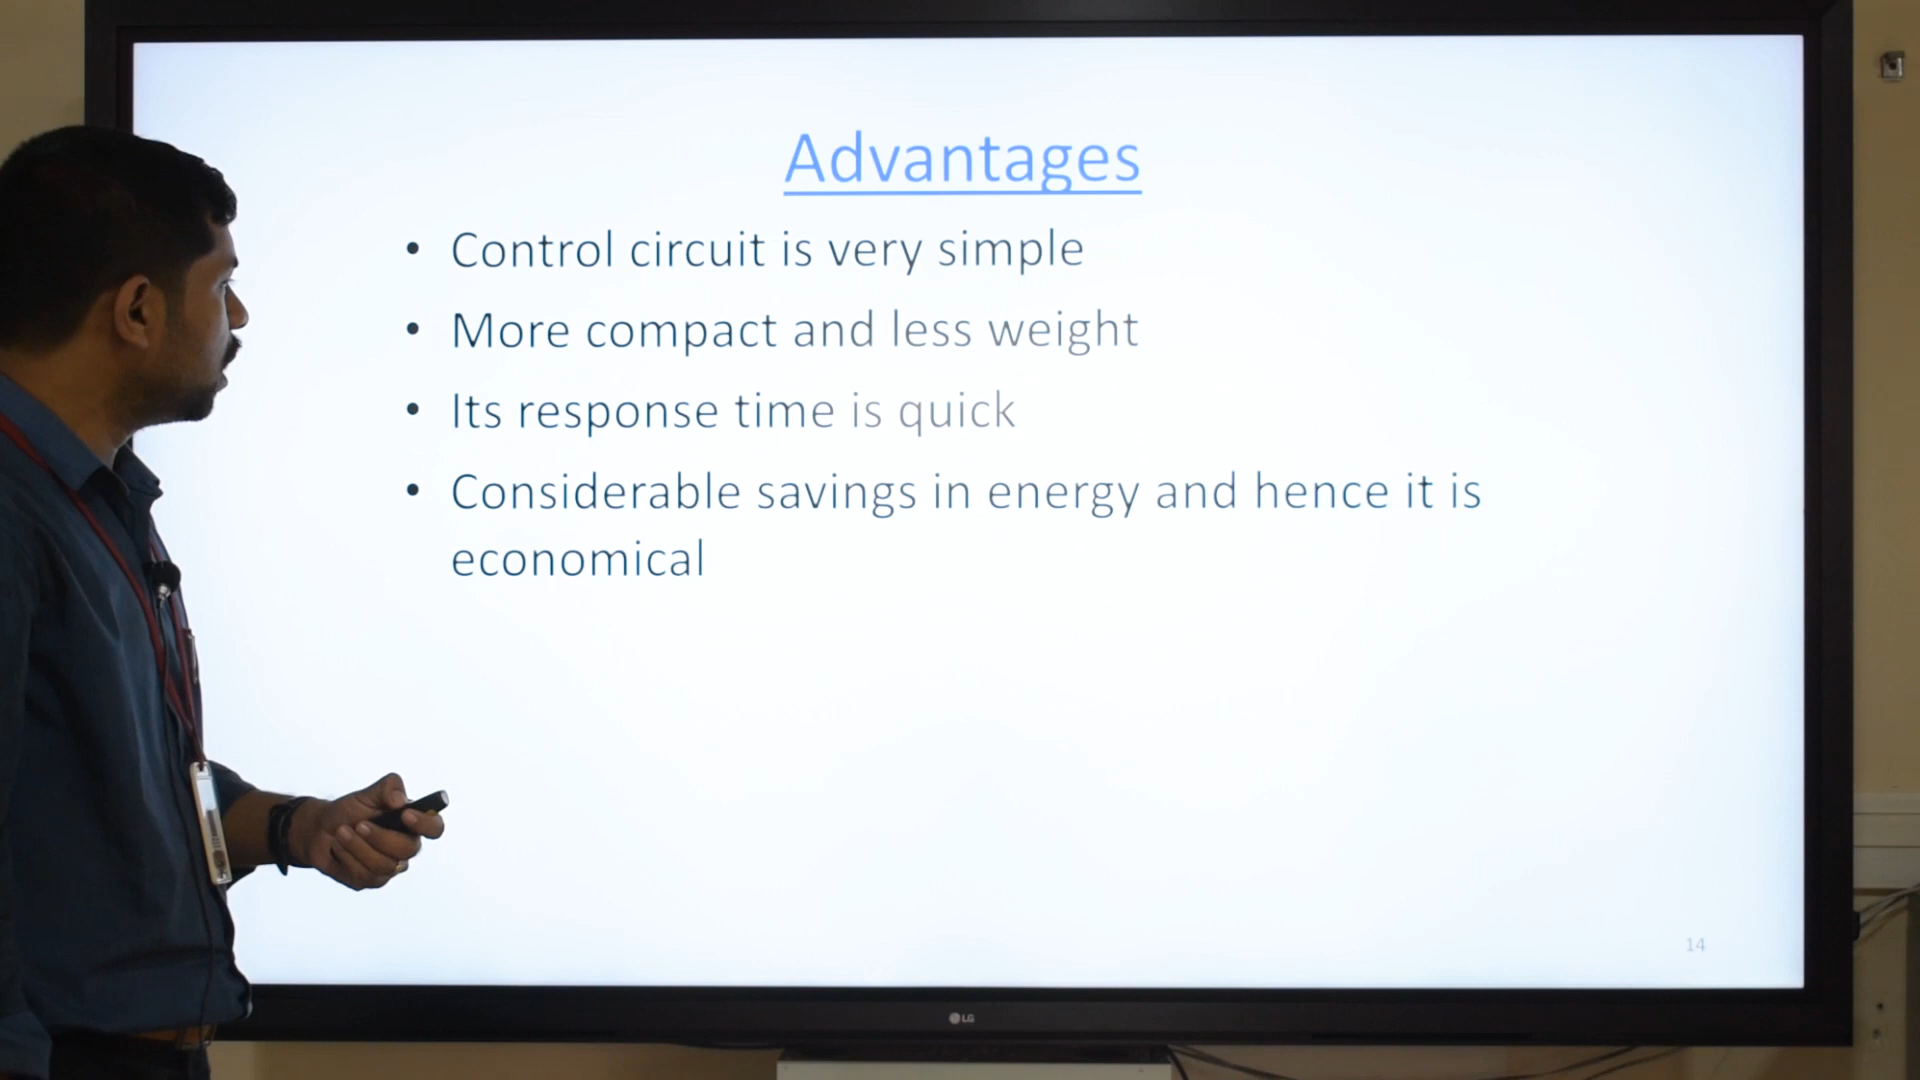 Advantages
• Control circuit is very simple
• More compact and less weight
• Its response time is quick
• Considerable savings in energy and hence it is
economical
14
LG